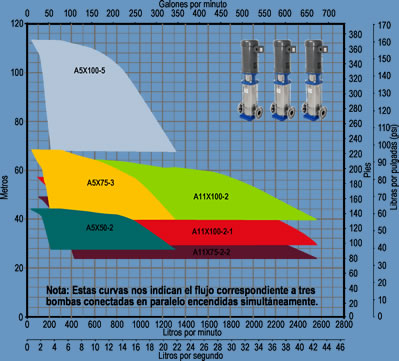 Galones por minuto
0 50 100 150 200 250 300 350 400 450 500 550 600 650 700
120
100
80
60
40
20
0
Metros
A5X100-5
A5X75-3
A11X100-2
A5X50-2
A11X100-2-1
A11X75-2-2
380
360
340
320
300
280
260
240
220
200
180
160
140
120
100
80
60
40
20
0
Pies
170
160
150
140
130
120
110
100
90
80
70
60
50
40
30
20
10
0
Libras por pulgadas (psi)
Nota: Estas curvas nos indican el flujo correspondiente a tres
bombas conectadas en paralelo encendidas simultáneamente.
0 200 400 600 800 1000 1200 1400 1600 1800 2000 2200 2400 2600 2800
Litros por minuto
0 2 4 6 8 10 12 14 16 18 20 22 24 26 28 30 32 34 36 38 40 42 44 46
Litros por segundo